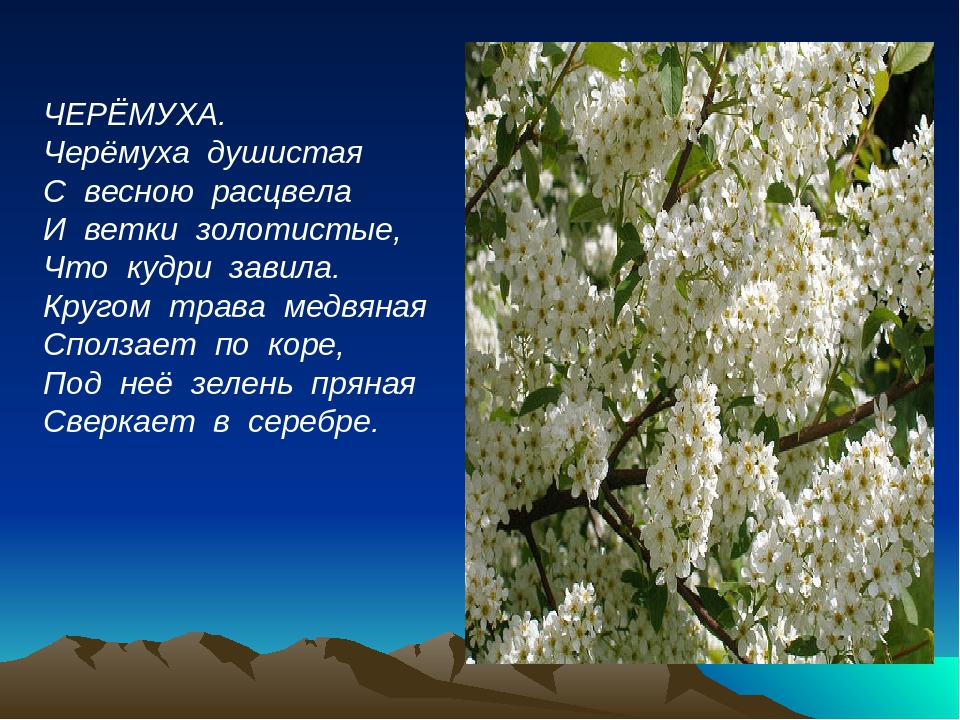 ЧЕРЁМУХА.
Черёмуха душистая
С весною расцвела
И ветки золотистые,
Что кудри завила.
Кругом трава медвяная
Сползает по коре,
Под неё зелень пряная
Сверкает в серебре.